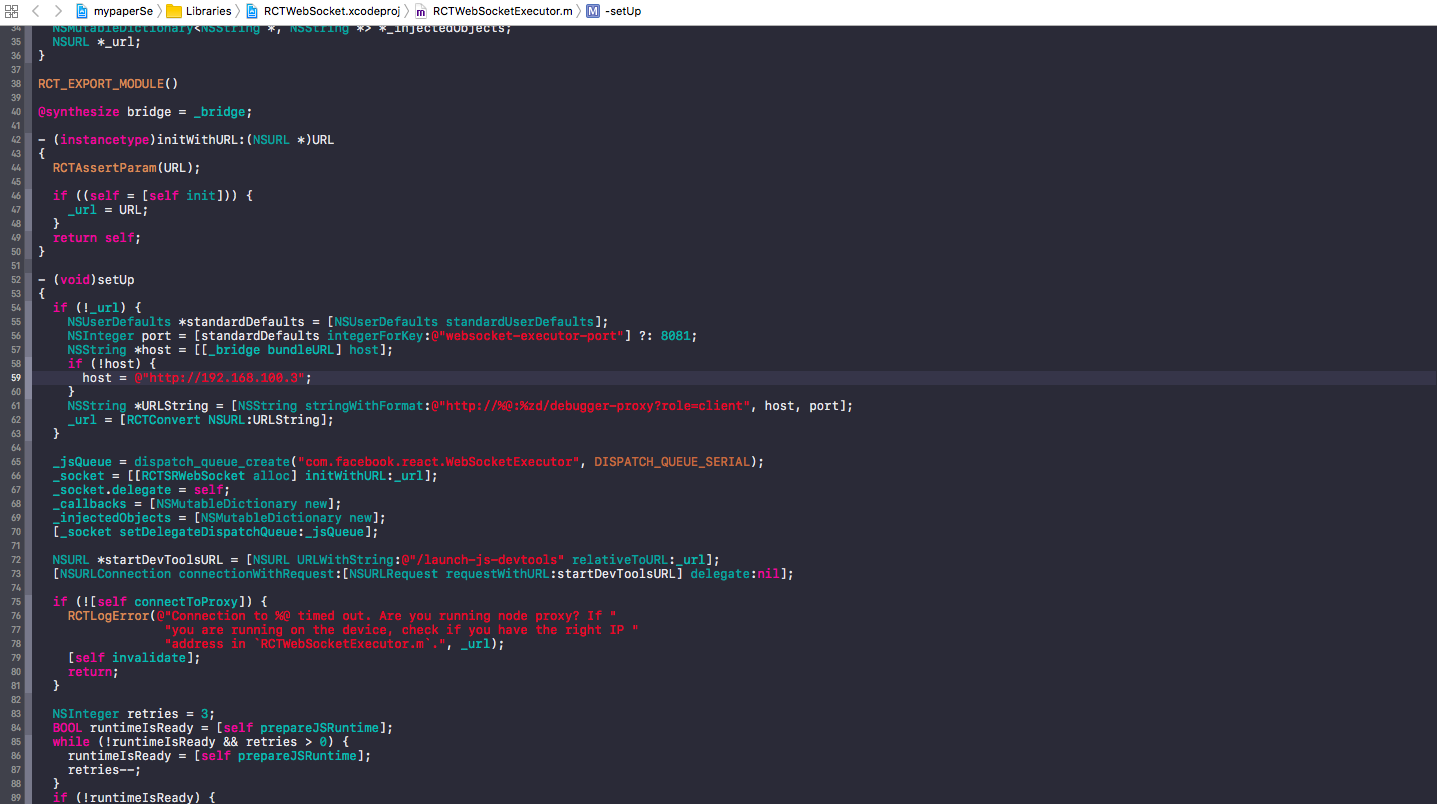 mypaperSe Libraries RCTWebSocket.xcodeproj m RCTWebSocketExecutor.m M -setUp
34 NSMutableDictionary<NSString *, NSString *> *_injectedObjects;
35 NSURL *_url;
36 }
37
38 RCT_EXPORT_MODULE()
39
40 @synthesize bridge = _bridge;
41
42 - (instancetype)initWithURL:(NSURL *)URL
43 {
44 RCTAssertParam(URL);
45
46 if ((self = [self init])) {
47 _url = URL;
48 }
49 return self;
50 }
51
52 - (void)setUp
53 {
54 if (!_url) {
55 NSUserDefaults *standardDefaults = [NSUserDefaults standardUserDefaults];
56 NSInteger port = [standardDefaults integerForKey:@"websocket-executor-port"] ?: 8081;
57 NSString *host = [[_bridge bundleURL] host];
58 if (!host) {
59 host = @"http://192.168.100.3";
60 }
61 NSString *URLString = [NSString stringWithFormat:@"http://%@:%zd/debugger-proxy?role=client", host, port];
62 _url = [RCTConvert NSURL:URLString];
63 }
64
65 _jsQueue = dispatch_queue_create("com.facebook.react.WebSocketExecutor", DISPATCH_QUEUE_SERIAL);
66 _socket = [[RCTSRWebSocket alloc] initWithURL:_url];
67 _socket.delegate = self;
68 _callbacks = [NSMutableDictionary new];
69 _injectedObjects = [NSMutableDictionary new];
70 [_socket setDelegateDispatchQueue:_jsQueue];
71
72 NSURL *startDevToolsURL = [NSURL URLWithString:@"/launch-js-devtools" relativeToURL:_url];
73 [NSURLConnection connectionWithRequest:[NSURLRequest requestWithURL:startDevToolsURL] delegate:nil];
74
75 if (![self connectToProxy]) {
76 RCTLogError(@"Connection to %@ timed out. Are you running node proxy? If "
77 "you are running on the device, check if you have the right IP "
78 "address in `RCTWebSocketExecutor.m`.", _url);
79 [self invalidate];
80 return;
81 }
82
83 NSInteger retries = 3;
84 BOOL runtimeIsReady = [self prepareJSRuntime];
85 while (!runtimeIsReady && retries > 0) {
86 runtimeIsReady = [self prepareJSRuntime];
87 retries--;
88 }
89 if (!runtimeIsReady) {